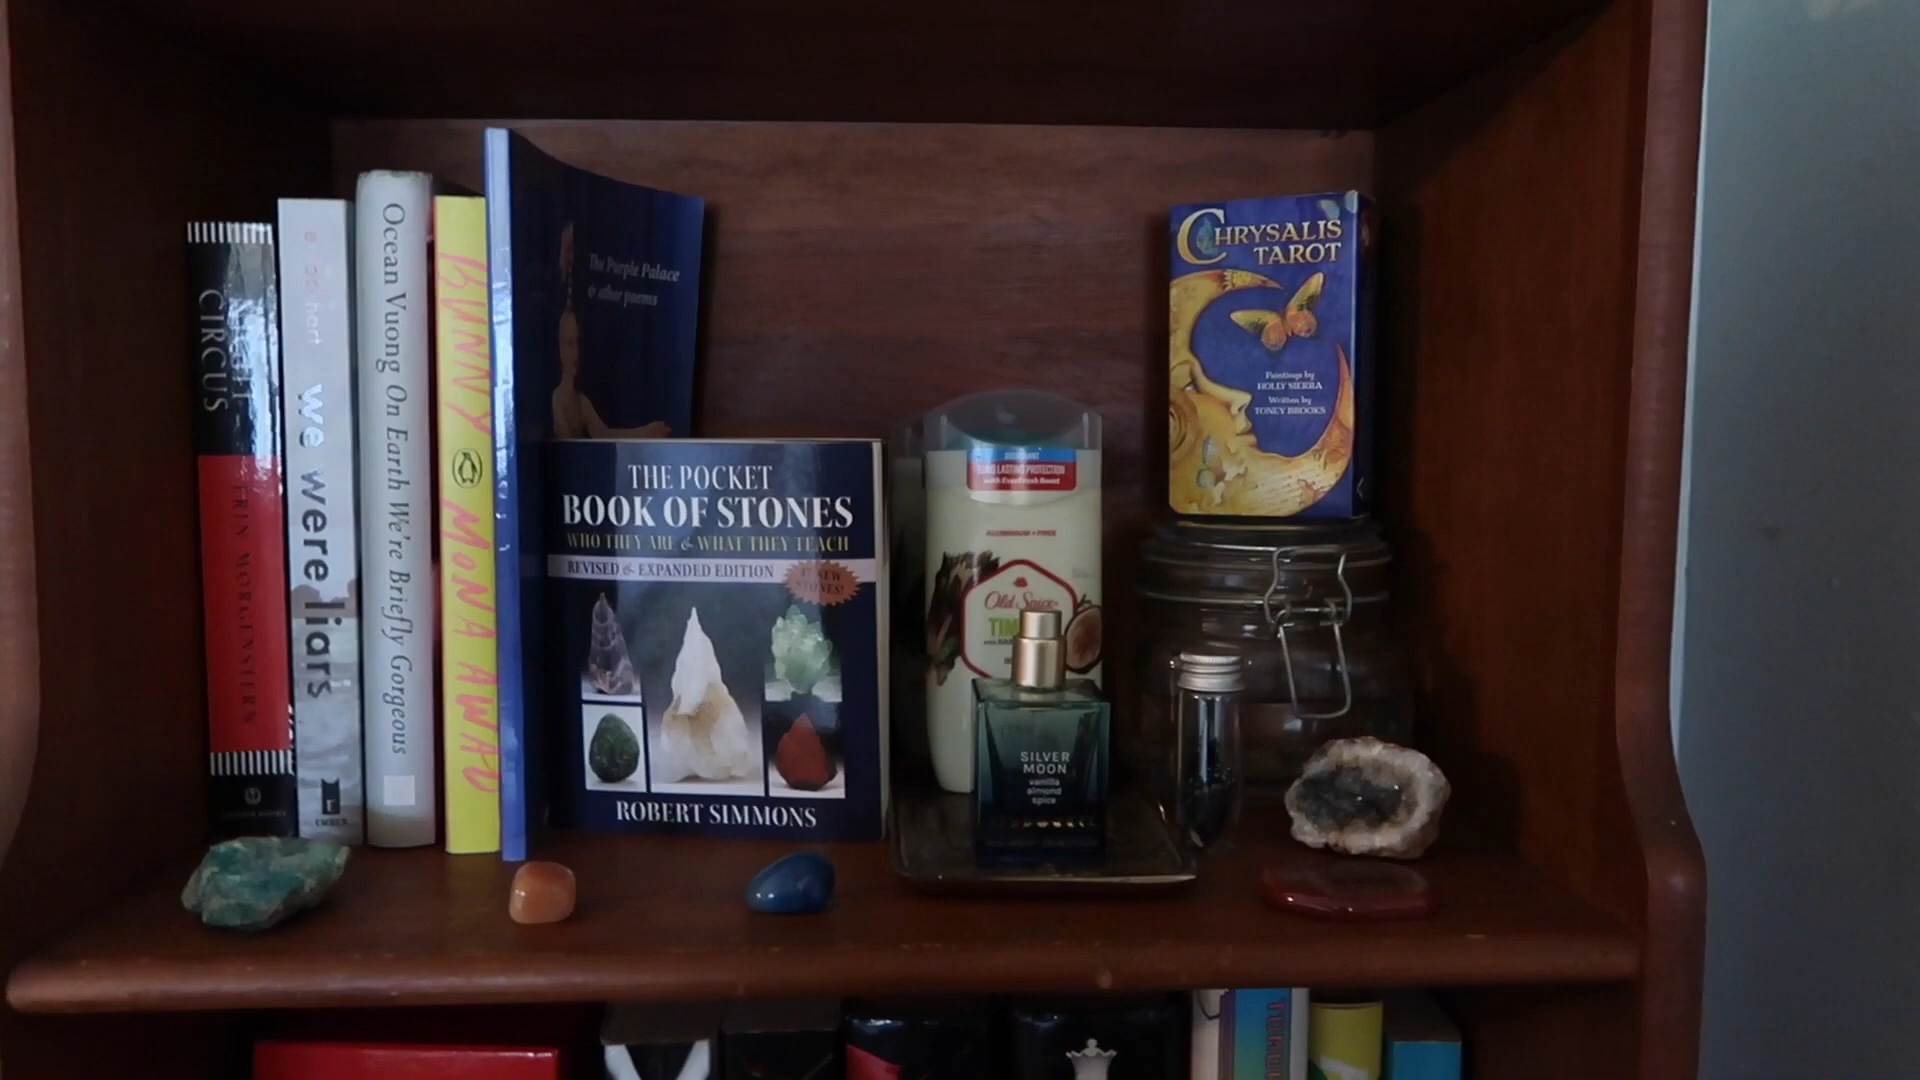 NIGHT CIRCUS
ERIN MORGENSTERN
e. lockhart
we were liars
EMBER
Ocean Vuong On Earth We're Briefly Gorgeous
BUNNY MONA AWAD
The Purple Palace
& other poems
THE POCKET
BOOK OF STONES
WHO THEY ARE & WHAT THEY TEACH
REVISED & EXPANDED EDITION
NEW
STONES!
ROBERT SIMMONS
LONG LASTING PROTECTION
Old Spice
SILVER
MOON
vanilla
almond
spice
CHRYSALIS
TAROT
Paintings by
HOLLY SIERRA
Written by
TONEY BROOKS